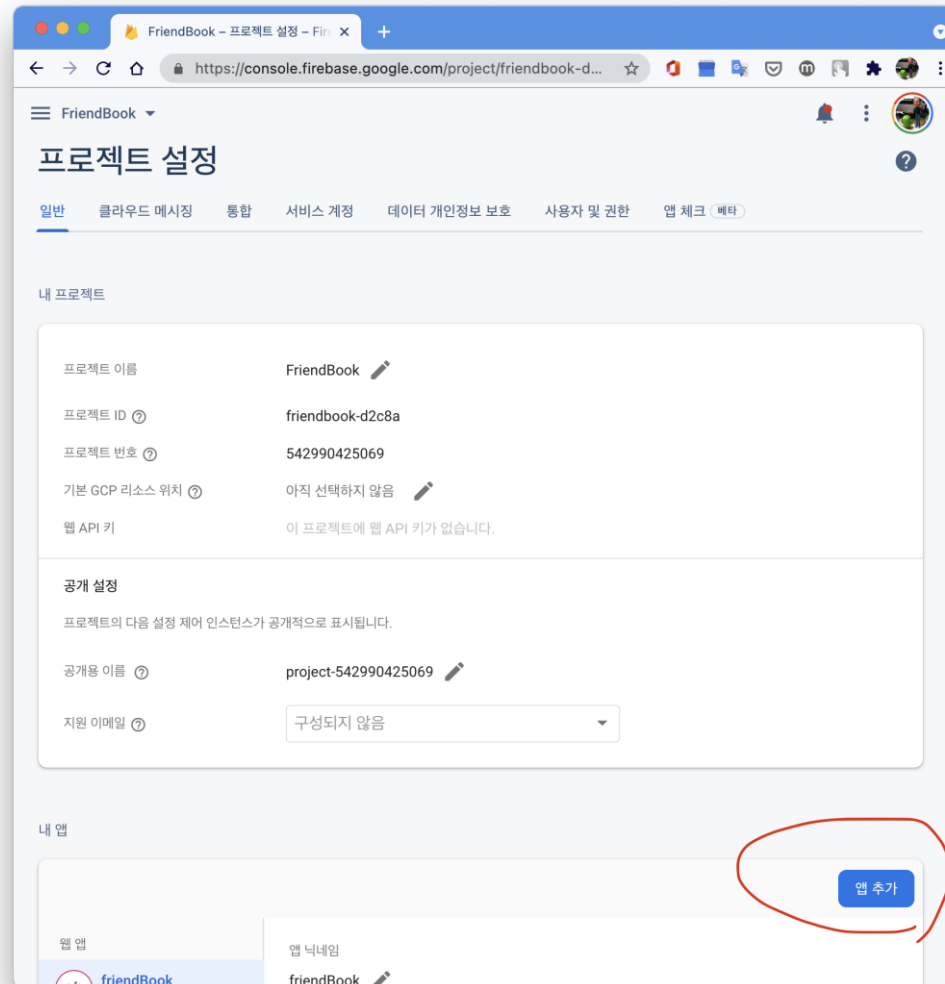 FriendBook – 프로젝트 설정 – Fir
https://console.firebase.google.com/project/friendbook-d...
FriendBook
프로젝트 설정
일반 클라우드 메시징 통합 서비스 계정 데이터 개인정보 보호 사용자 및 권한 앱 체크 베타
내 프로젝트
프로젝트 이름 FriendBook
프로젝트 ID friendbook-d2c8a
프로젝트 번호 542990425069
기본 GCP 리소스 위치 아직 선택하지 않음
웹 API 키 이 프로젝트에 웹 API 키가 없습니다.
공개 설정
프로젝트의 다음 설정 제어 인스턴스가 공개적으로 표시됩니다.
공개용 이름 project-542990425069
지원 이메일 구성되지 않음
내 앱
앱 추가
웹 앱 앱 닉네임
friendBook friendBook